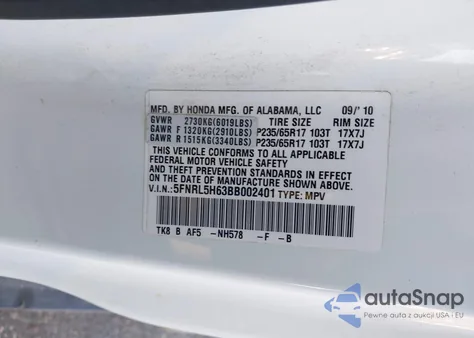 MFD. BY HONDA MFG. OF ALABAMA, LLC 09/'10
GVWR 2730KG(6019LBS) TIRE SIZE RIM SIZE
GAWR F 1320KG(2910LBS) P235/65R17 103T 17X7J
GAWR R 1515KG(3340LBS) P235/65R17 103T 17X7J
THIS VEHICLE CONFORMS TO ALL APPLICABLE
FEDERAL MOTOR VEHICLE SAFETY AND
THEFT PREVENTION STANDARDS IN EFFECT ON
THE DATE OF MANUFACTURE SHOWN ABOVE.
V.I.N.: 5FNRL5H63BB002401 TYPE: MPV
TK8 B AF5 -NH578 -F -B
autoSnap
Pewne auta z aukcji USA i EU